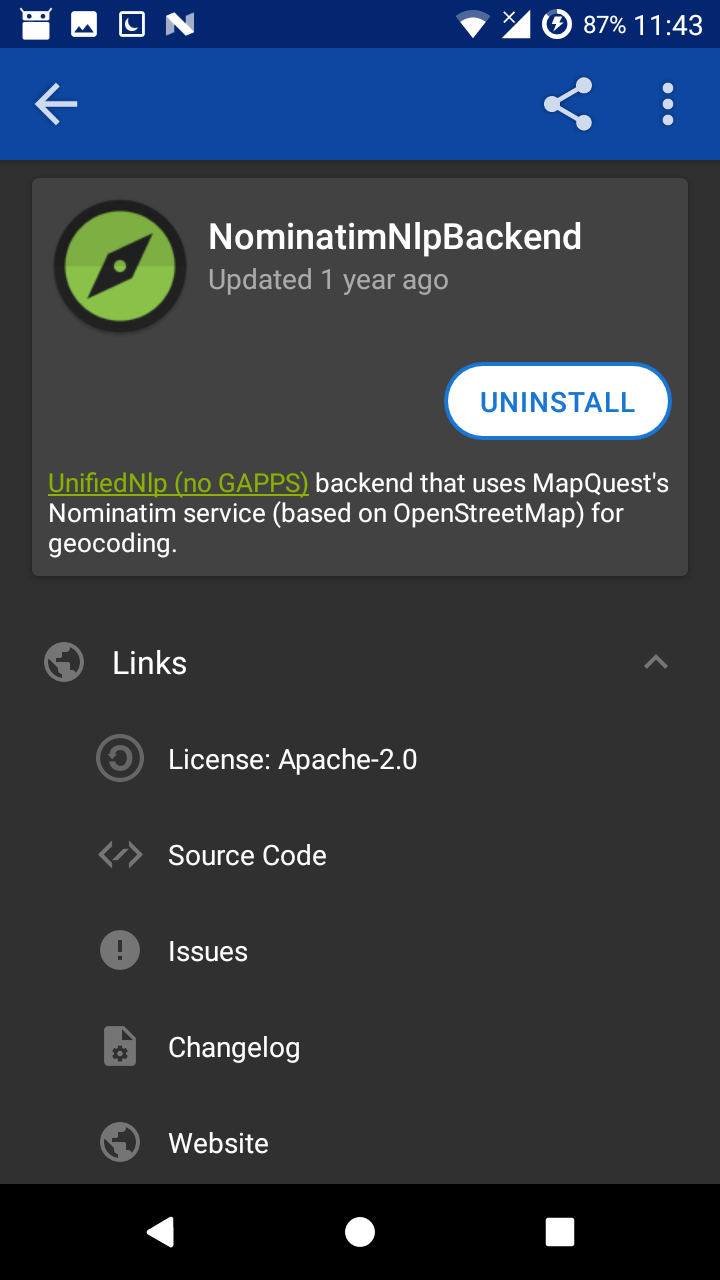 87% 11:43
NominatimNlpBackend
Updated 1 year ago
UNINSTALL
UnifiedNlp (no GAPPS) backend that uses MapQuest's
Nominatim service (based on OpenStreetMap) for
geocoding.
Links
License: Apache-2.0
Source Code
Issues
Changelog
Website